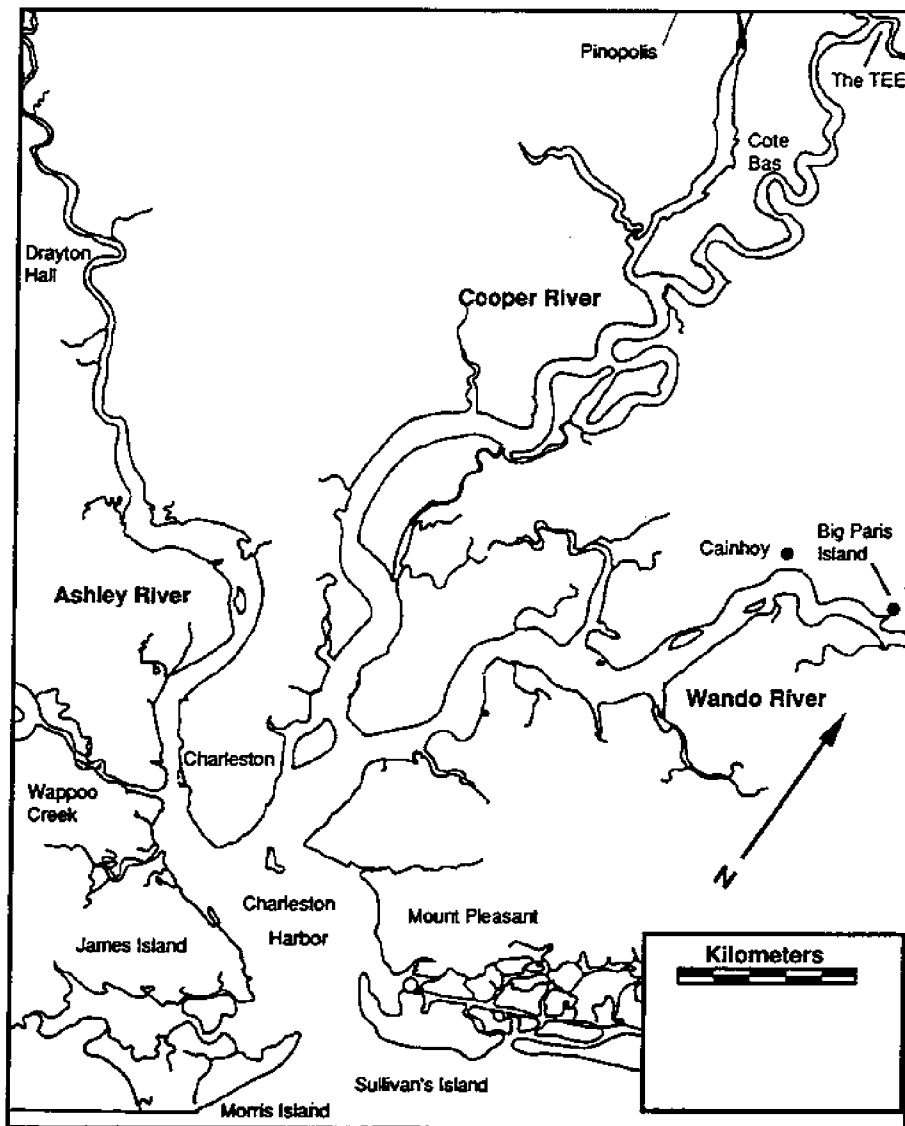 Pinopolis
The TEE
Cote
Bas
Drayton
Hall
Cooper River
Cainhoy
Big Paris
Island
Ashley River
Wando River
Charleston
Wappoo
Creek
N
Charleston
Harbor
Mount Pleasant
James Island
Kilometers
Sullivan's Island
Morris Island